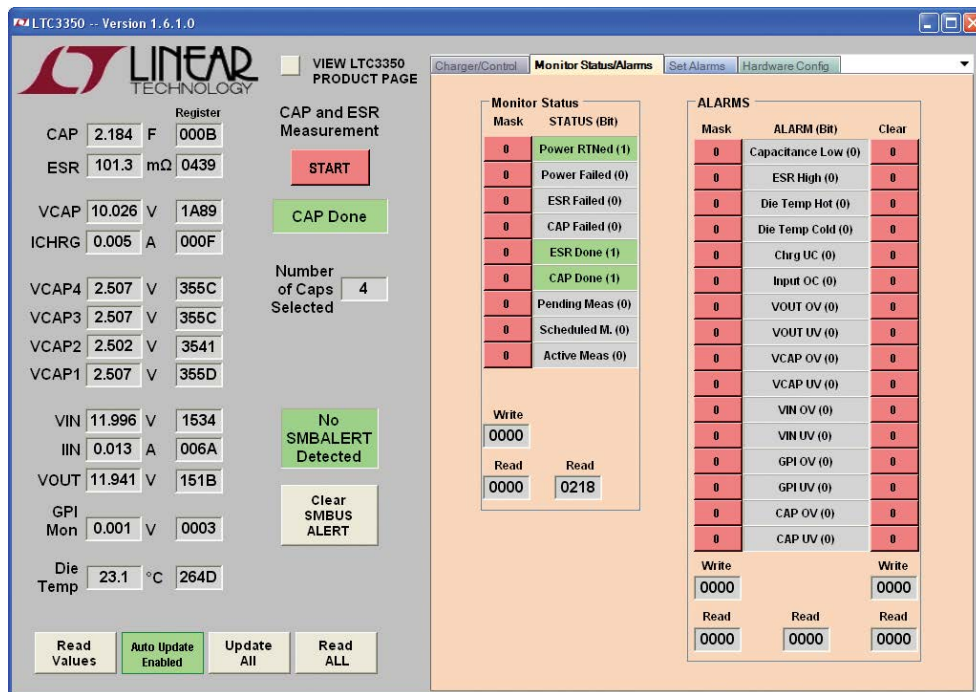 LTC3350 -- Version 1.6.1.0
LINEAR
TECHNOLOGY
VIEW LTC3350
PRODUCT PAGE
Register
CAP 2.184 F 000B
ESR 101.3 mΩ 0439
VCAP 10.026 V 1A89
ICHRG 0.005 A 000F
VCAP4 2.507 V 355C
VCAP3 2.507 V 355C
VCAP2 2.502 V 3541
VCAP1 2.507 V 355D
VIN 11.996 V 1534
IIN 0.013 A 006A
VOUT 11.941 V 151B
GPI
Mon 0.001 V 0003
Die
Temp 23.1 °C 264D
CAP and ESR
Measurement
START
CAP Done
Number
of Caps 4
Selected
No
SMBALERT
Detected
Clear
SMBUS
ALERT
Read
Values
Auto Update
Enabled
Update
All
Read
ALL
Charger/Control Monitor Status/Alarms Set Alarms Hardware Config
Monitor Status
Mask STATUS (Bit)
0 Power RTNed (1)
0 Power Failed (0)
0 ESR Failed (0)
0 CAP Failed (0)
0 ESR Done (1)
0 CAP Done (1)
0 Pending Meas (0)
0 Scheduled M. (0)
0 Active Meas (0)
Write
0000
Read Read
0000 0218
ALARMS
Mask ALARM (Bit) Clear
0 Capacitance Low (0) 0
0 ESR High (0) 0
0 Die Temp Hot (0) 0
0 Die Temp Cold (0) 0
0 Chrg UC (0) 0
0 Input OC (0) 0
0 VOUT OV (0) 0
0 VOUT UV (0) 0
0 VCAP OV (0) 0
0 VCAP UV (0) 0
0 VIN OV (0) 0
0 VIN UV (0) 0
0 GPI OV (0) 0
0 GPI UV (0) 0
0 CAP OV (0) 0
0 CAP UV (0) 0
Write Write
0000 0000
Read Read Read
0000 0000 0000